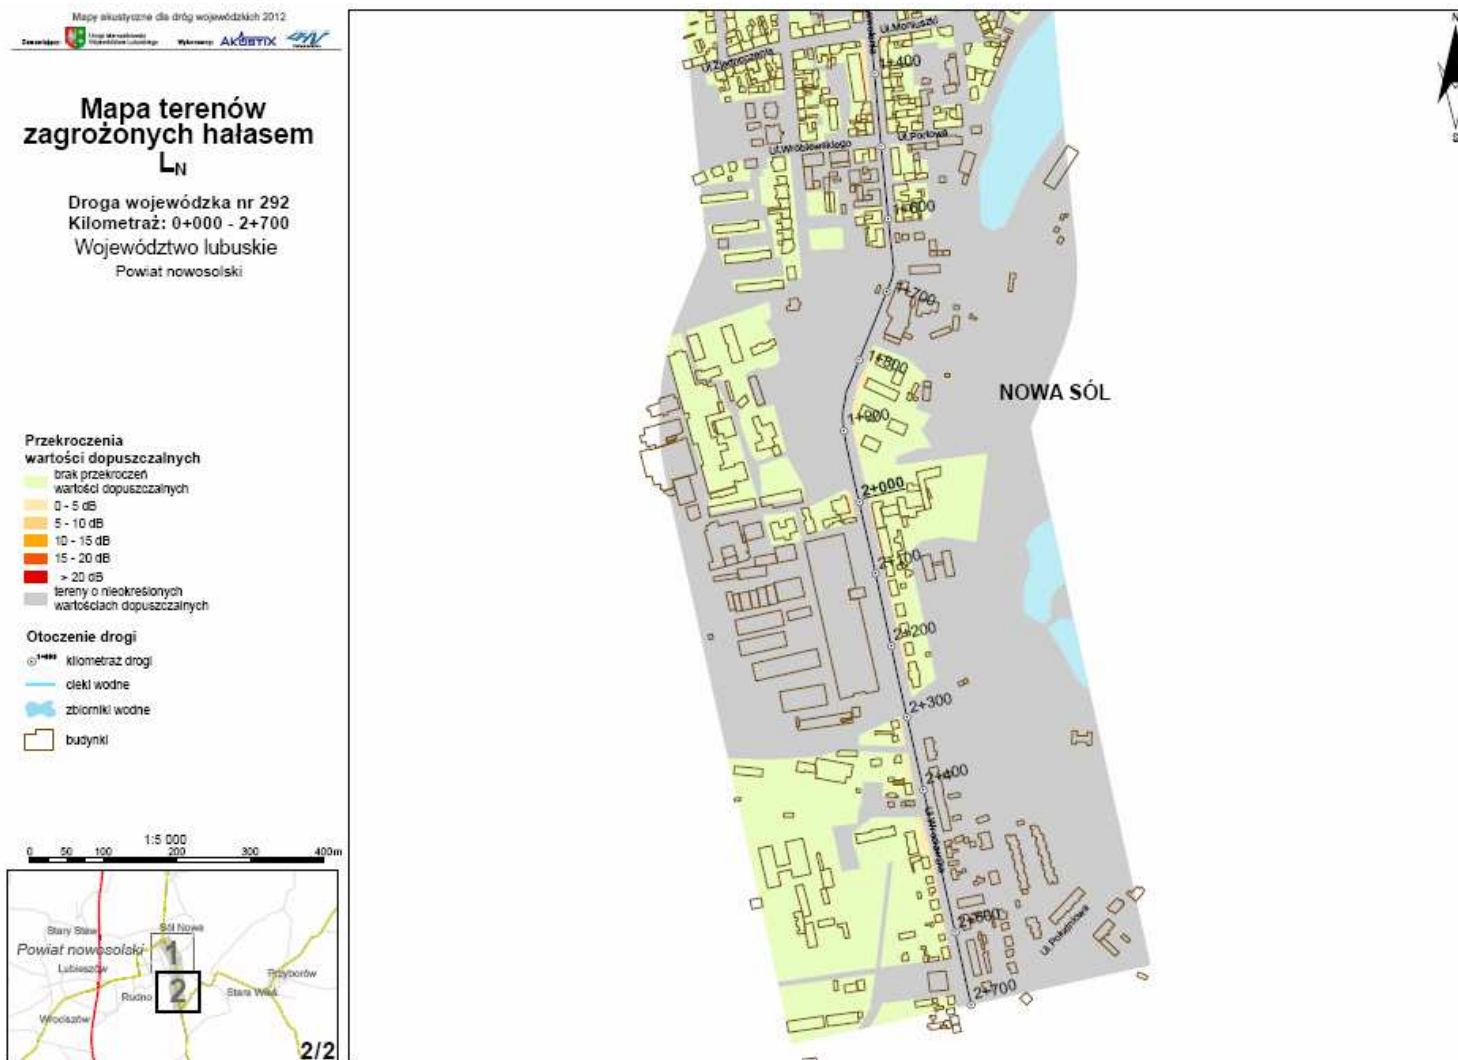 Mapy akustyczne dla dróg wojewódzkich 2012
Zamawiający: Urząd Marszałkowski Województwa Lubuskiego Wykonawcy: AKUSTIX
Mapa terenów
zagrożonych hałasem
LN
Droga wojewódzka nr 292
Kilometraż: 0+000 - 2+700
Województwo lubuskie
Powiat nowosolski
Przekroczenia
wartości dopuszczalnych
brak przekroczeń
wartości dopuszczalnych
0 - 5 dB
5 - 10 dB
10 - 15 dB
15 - 20 dB
> 20 dB
tereny o nieokreślonych
wartościach dopuszczalnych
Otoczenie drogi
kilometraż drogi
cieki wodne
zbiorniki wodne
budynki
1:5 000
0 50 100 200 300 400m
Stary Staw
Sól Nowa
Powiat nowosolski
1
Lubieszów
Przyborów
Rudno
2
Stara Wieś
Wrociszów
2/2
Ul.Moniuszki
Ul.Zjednoczenia
1+400
Ul.Portowa
Ul.Wróblewskiego
1+600
1+700
1+800
NOWA SÓL
1+900
2+000
2+100
2+200
2+300
2+400
Ul.Wrocławska
2+600
Ul.Południowa
2+700
N
S